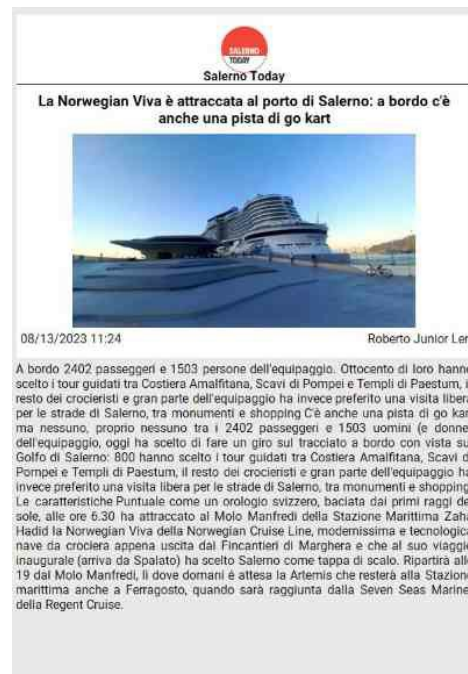 SALERNO
TODAY
Salerno Today
La Norwegian Viva è attraccata al porto di Salerno: a bordo c'è
anche una pista di go kart
08/13/2023 11:24
Roberto Junior Ler
A bordo 2402 passeggeri e 1503 persone dell'equipaggio. Ottocento di loro hanno
scelto i tour guidati tra Costiera Amalfitana, Scavi di Pompei e Templi di Paestum, i
resto dei crocieristi e gran parte dell'equipaggio ha invece preferito una visita libera
per le strade di Salerno, tra monumenti e shopping C'è anche una pista di go kar
ma nessuno, proprio nessuno tra i 2402 passeggeri e 1503 uomini (e donne
dell'equipaggio, oggi ha scelto di fare un giro sul tracciato a bordo con vista su
Golfo di Salerno: 800 hanno scelto i tour guidati tra Costiera Amalfitana, Scavi d
Pompei e Templi di Paestum, il resto dei crocieristi e gran parte dell'equipaggio ha
invece preferito una visita libera per le strade di Salerno, tra monumenti e shopping
Le caratteristiche Puntuale come un orologio svizzero, baciata dai primi raggi de
sole, alle ore 6.30 ha attraccato al Molo Manfredi della Stazione Marittima Zaha
Hadid la Norwegian Viva della Norwegian Cruise Line, modernissima e tecnologica
nave da crociera appena uscita dal Fincantieri di Marghera e che al suo viaggio
inaugurale (arriva da Spalato) ha scelto Salerno come tappa di scalo. Ripartirà alle
19 dal Molo Manfredi, lì dove domani è attesa la Artemis che resterà alla Stazione
marittima anche a Ferragosto, quando sarà raggiunta dalla Seven Seas Marine
della Regent Cruise.